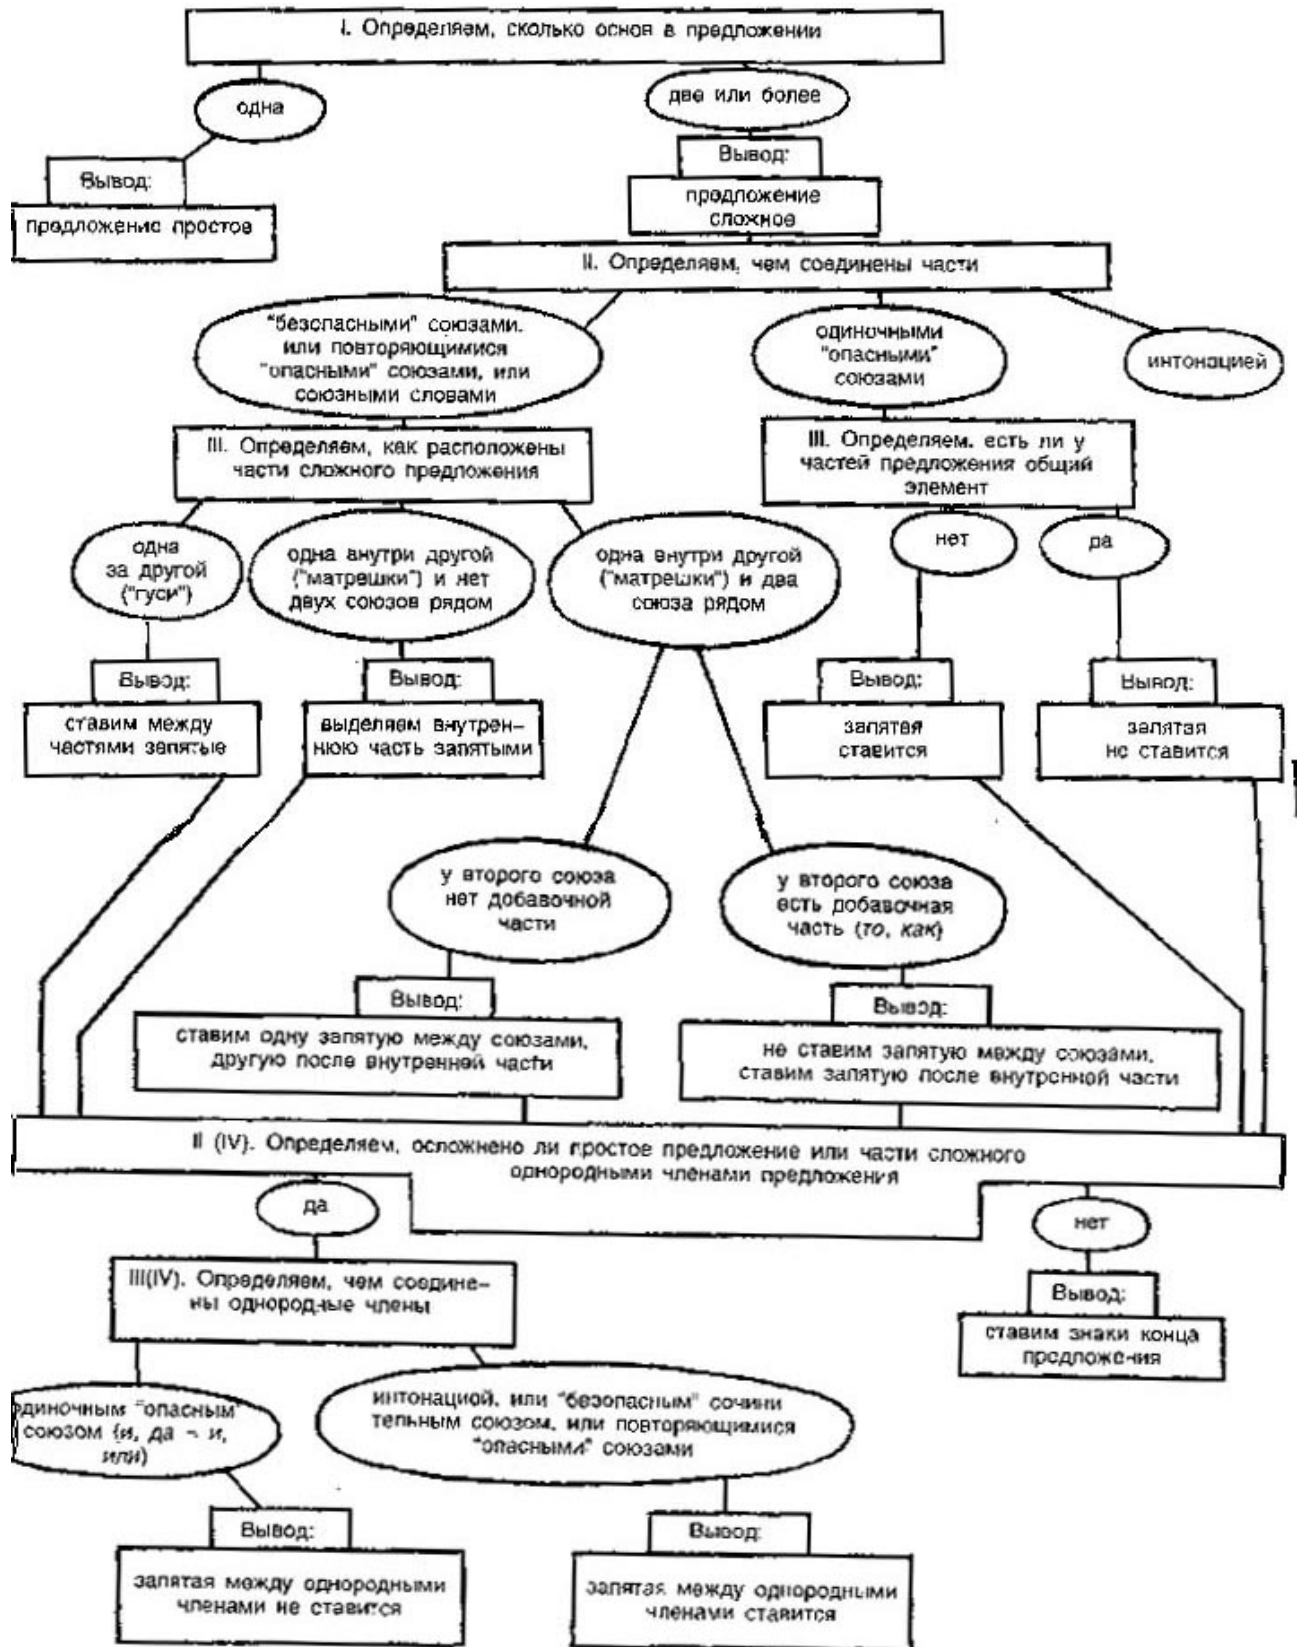 I. Определяем, сколько основ в предложении
одна
две или более
Вывод:
предложение простое
Вывод:
предложение
сложное
II. Определяем, чем соединены части
"безопасными" союзами,
или повторяющимися
"опасными" союзами, или
союзными словами
одиночными
"опасными"
союзами
интонацией
III. Определяем, как расположены
части сложного предложения
III. Определяем, есть ли у
частей предложения общий
элемент
одна
за другой
("гуси")
одна внутри другой
("матрешки") и нет
двух союзов рядом
одна внутри другой
("матрешки") и два
союза рядом
нет
да
Вывод:
ставим между
частями запятые
Вывод:
выделяем внутрен-
нюю часть запятыми
Вывод:
запятая
ставится
Вывод:
запятая
не ставится
у второго союза
нет добавочной
части
у второго союза
есть добавочная
часть (то, как)
Вывод:
ставим одну запятую между союзами,
другую после внутренней части
Вывод:
не ставим запятую между союзами,
ставим запятую после внутренной части
II (IV). Определяем, осложнено ли простое предложение или части сложного
однородными членами предложения
да
нет
III(IV). Определяем, чем соедине-
ны однородные члены
Вывод:
ставим знаки конца
предложения
диночным "опасным"
союзом (и, да - и,
или)
интонацией, или "безопасным" сочини
тельным союзом, или повторяющимися
"опасными" союзами
Вывод:
запятая между однородными
членами не ставится
Вывод:
запятая между однородными
членами ставится